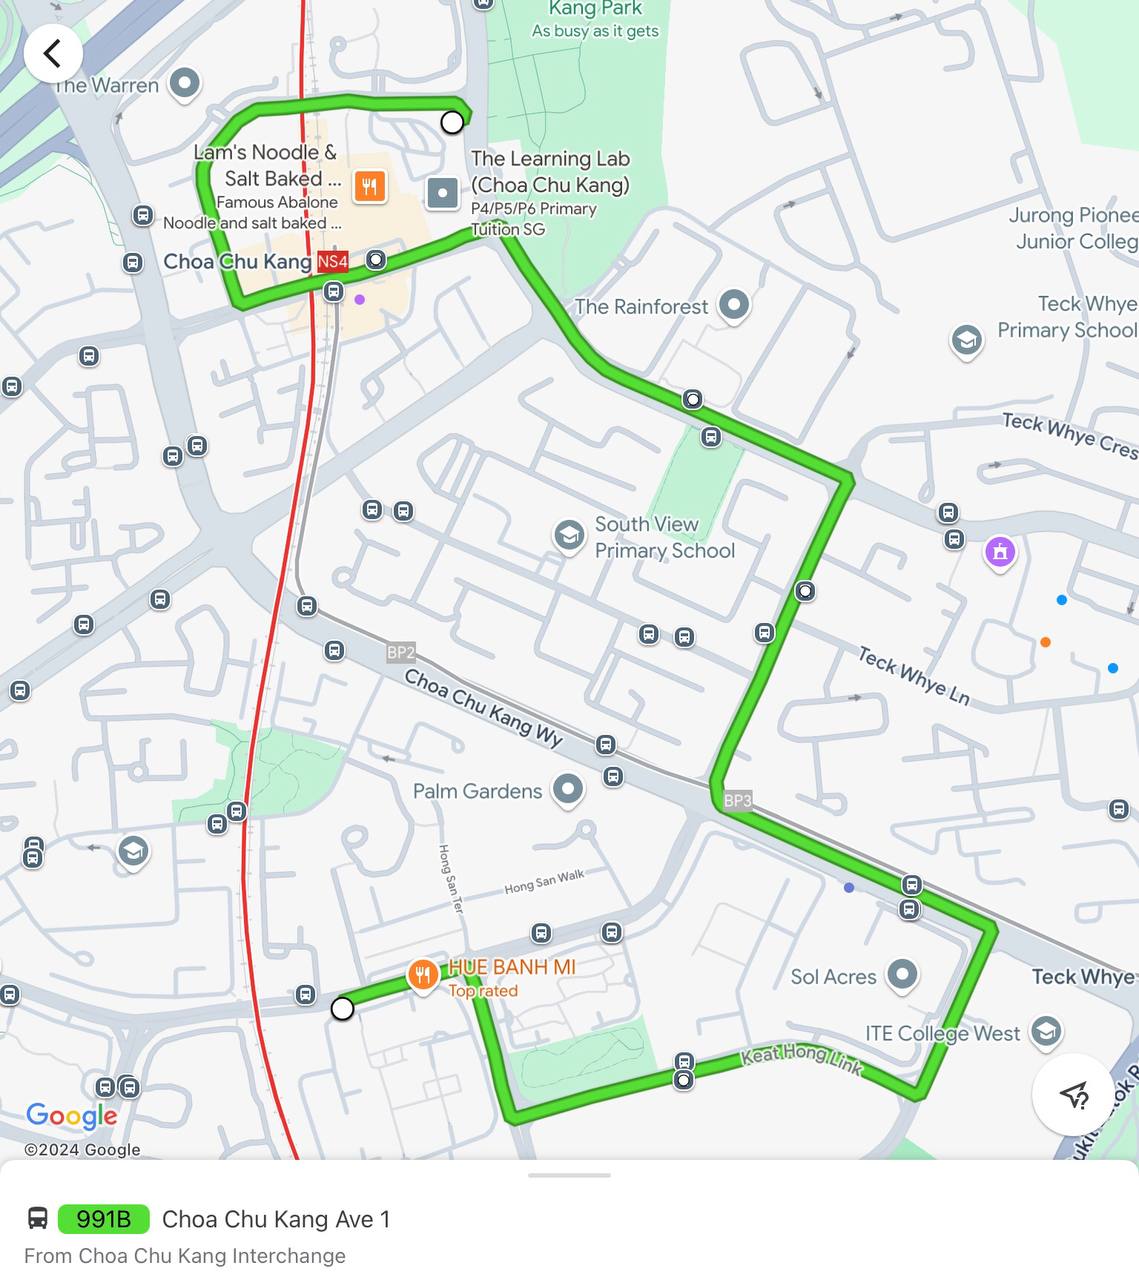 Kang Park
As busy as it gets
The Warren
Lam's Noodle &
Salt Baked ...
Famous Abalone
Noodle and salt baked ...
The Learning Lab
(Choa Chu Kang)
P4/P5/P6 Primary
Tuition SG
Jurong Pionee
Junior Colleg
Choa Chu Kang NS4
The Rainforest
Teck Whye
Primary School
Teck Whye Cres
South View
Primary School
BP2
Teck Whye Ln
Choa Chu Kang Wy
Palm Gardens
BP3
Hong San Ter
Hong San Walk
HUE BANH MI
Top rated
Sol Acres
Teck Whye
ITE College West
Keat Hong Link
Google
©2024 Google
991B Choa Chu Kang Ave 1
From Choa Chu Kang Interchange